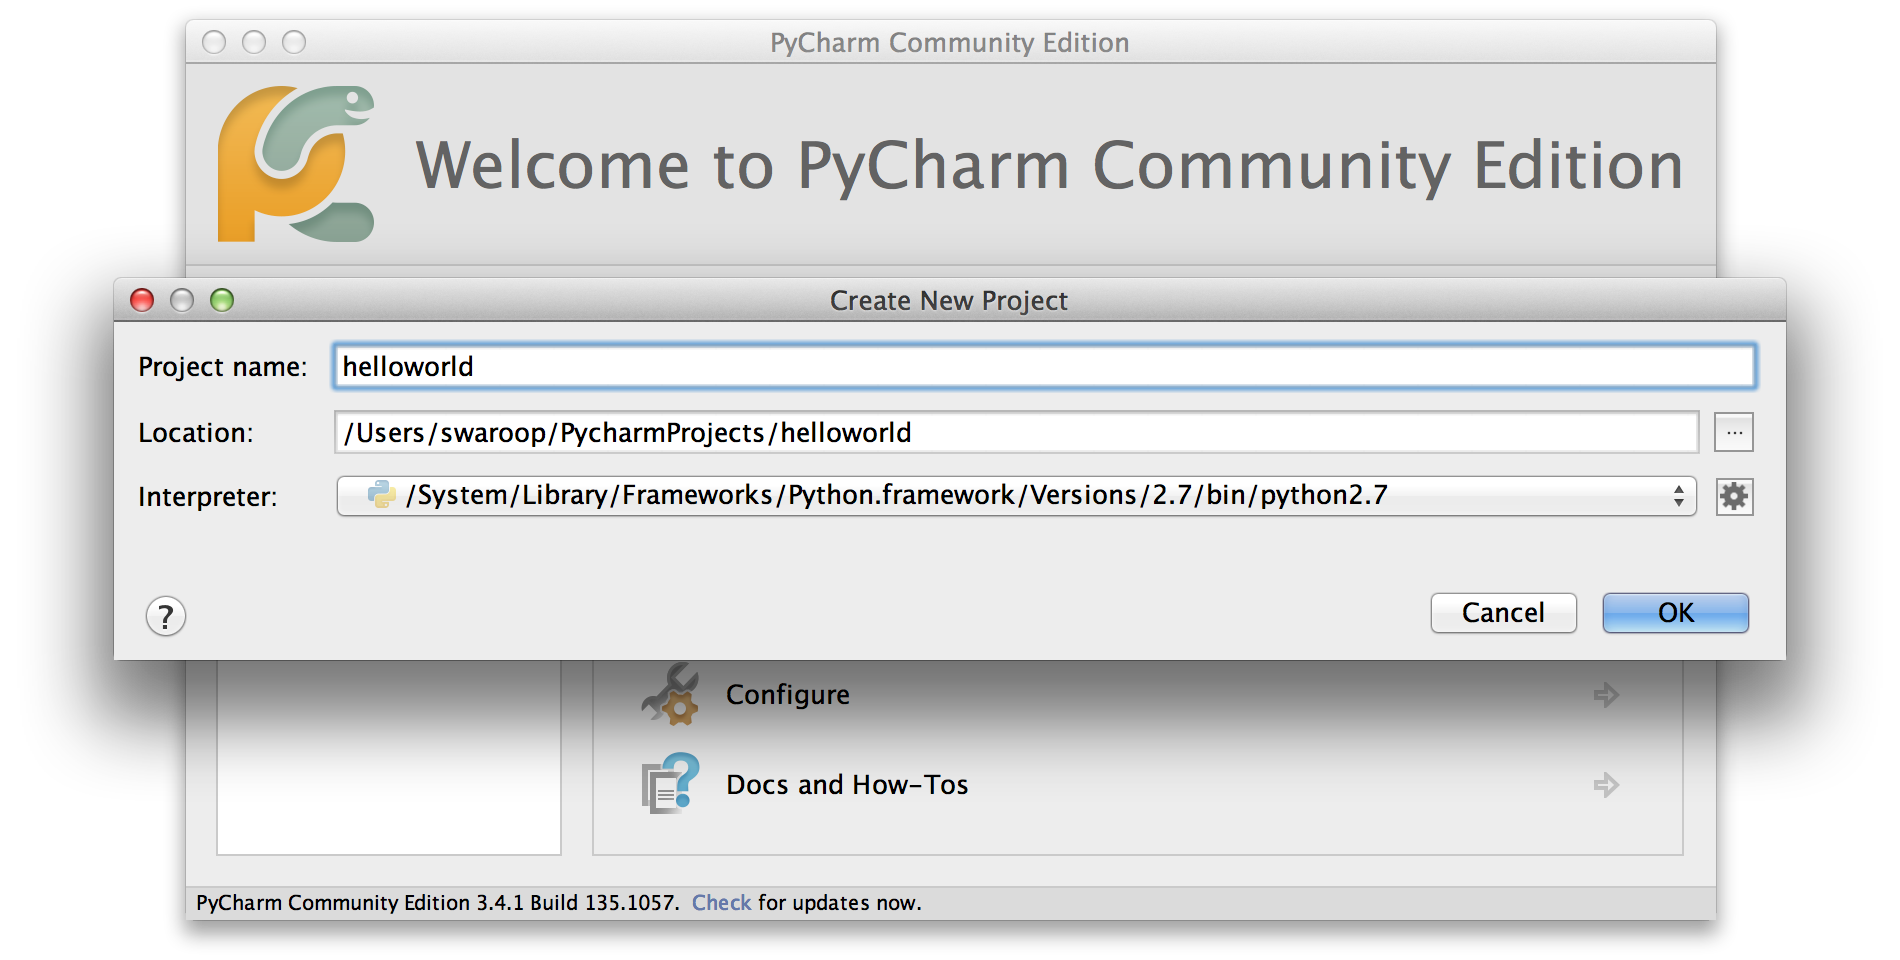 PyCharm Community Edition
Welcome to PyCharm Community Edition
Create New Project
Project name: helloworld
Location: /Users/swaroop/PycharmProjects/helloworld ...
Interpreter: /System/Library/Frameworks/Python.framework/Versions/2.7/bin/python2.7
? Cancel OK
Configure
Docs and How-Tos
PyCharm Community Edition 3.4.1 Build 135.1057. Check for updates now.